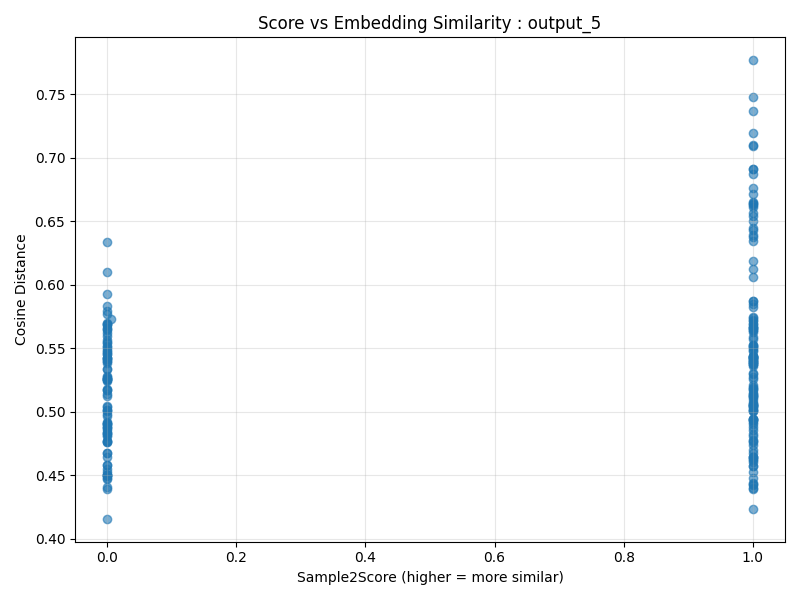 Score vs Embedding Similarity : output_5
Cosine Distance
0.75
0.70
0.65
0.60
0.55
0.50
0.45
0.40
0.0 0.2 0.4 0.6 0.8 1.0
Sample2Score (higher = more similar)